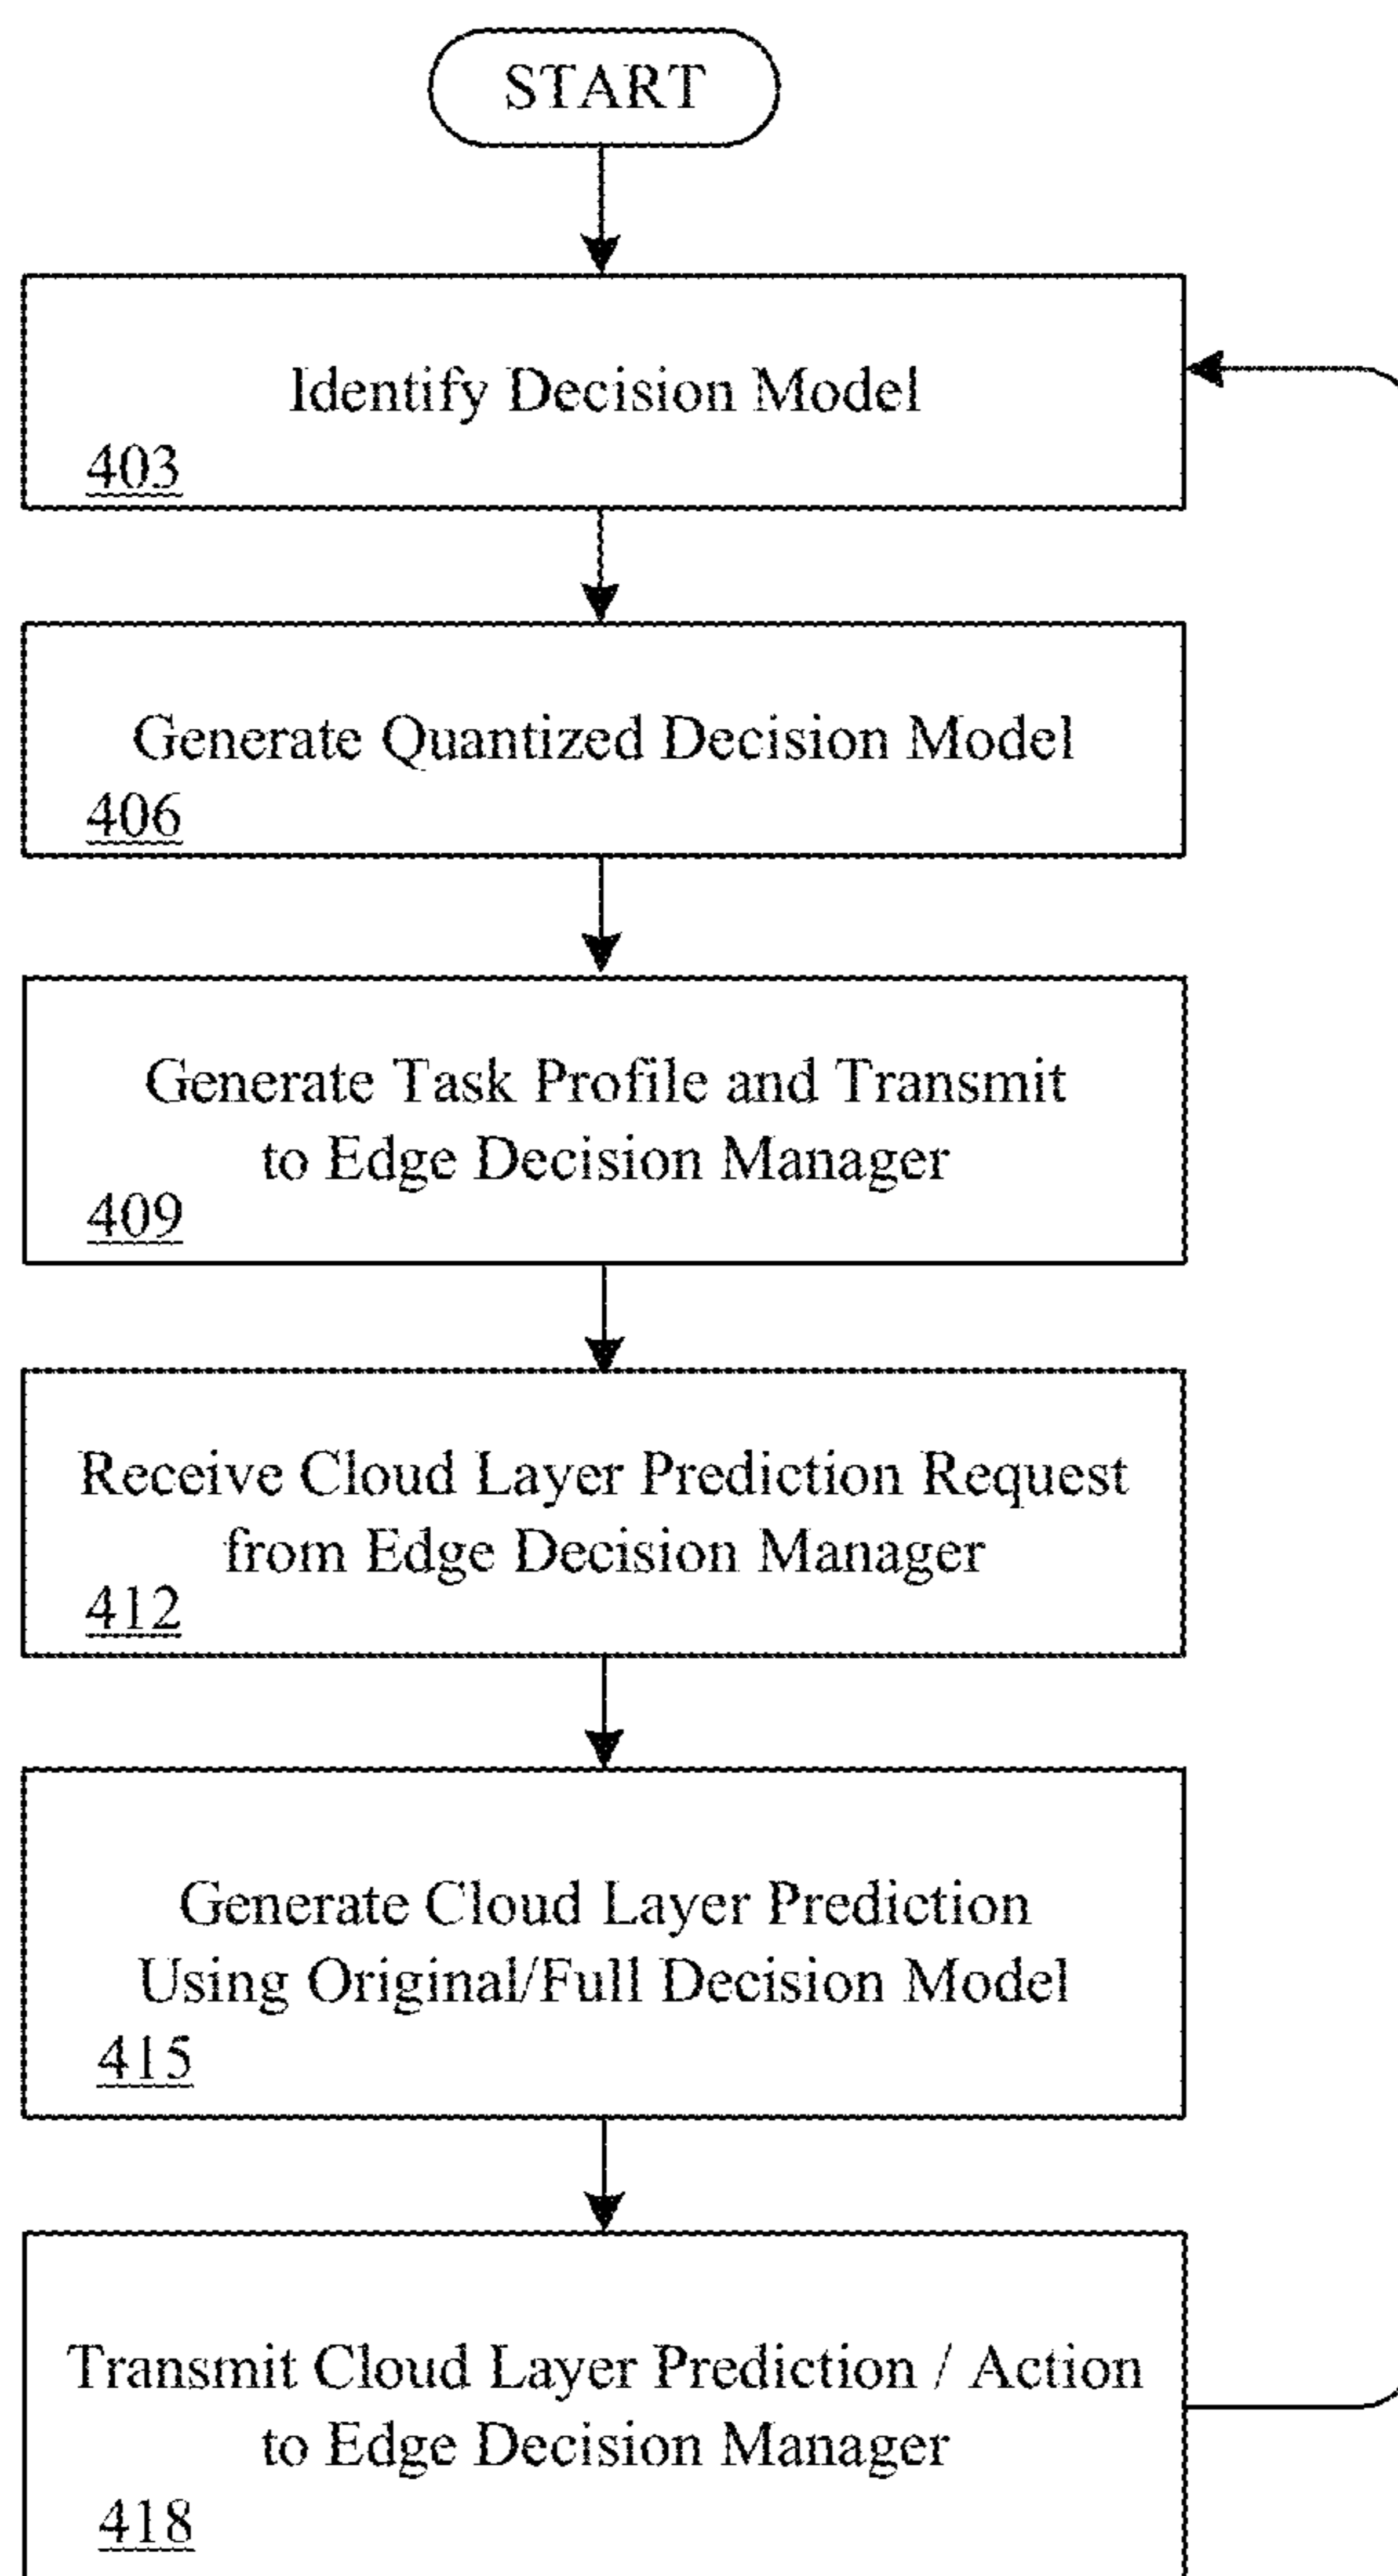 START
Identify Decision Model
403
Generate Quantized Decision Model
406
Generate Task Profile and Transmit
to Edge Decision Manager
409
Receive Cloud Layer Prediction Request
from Edge Decision Manager
412
Generate Cloud Layer Prediction
Using Original/Full Decision Model
415
Transmit Cloud Layer Prediction / Action
to Edge Decision Manager
418